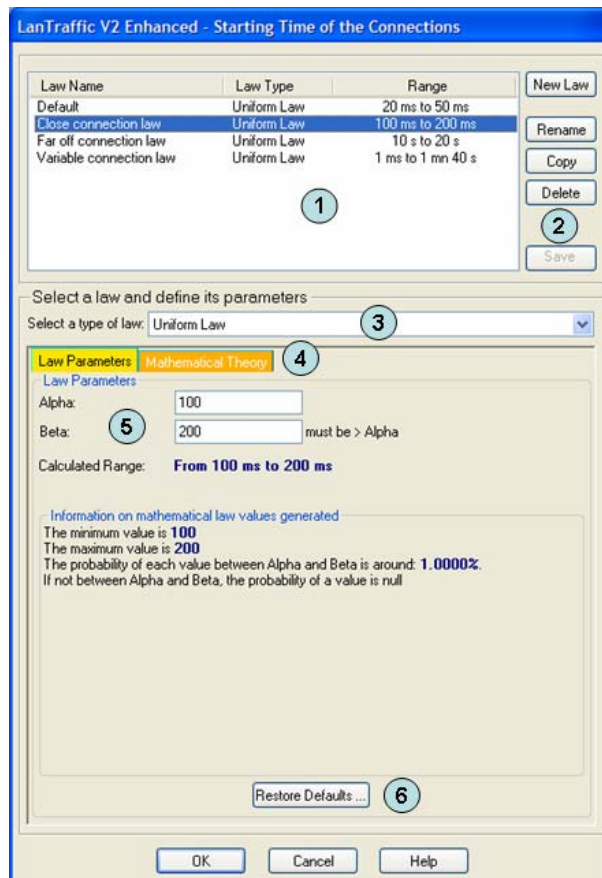 LanTraffic V2 Enhanced - Starting Time of the Connections
Law Name Law Type Range
Default Uniform Law 20 ms to 50 ms
Close connection law Uniform Law 100 ms to 200 ms
Far off connection law Uniform Law 10 s to 20 s
Variable connection law Uniform Law 1 ms to 1 mn 40 s
1
New Law
Rename
Copy
Delete
2
Save
Select a law and define its parameters
Select a type of law: Uniform Law
3
Law Parameters Mathematical Theory
4
Law Parameters
Alpha: 100
Beta: 200 must be > Alpha
5
Calculated Range: From 100 ms to 200 ms
Information on mathematical law values generated
The minimum value is 100
The maximum value is 200
The probability of each value between Alpha and Beta is around: 1.0000%.
If not between Alpha and Beta, the probability of a value is null
Restore Defaults ...
6
OK Cancel Help